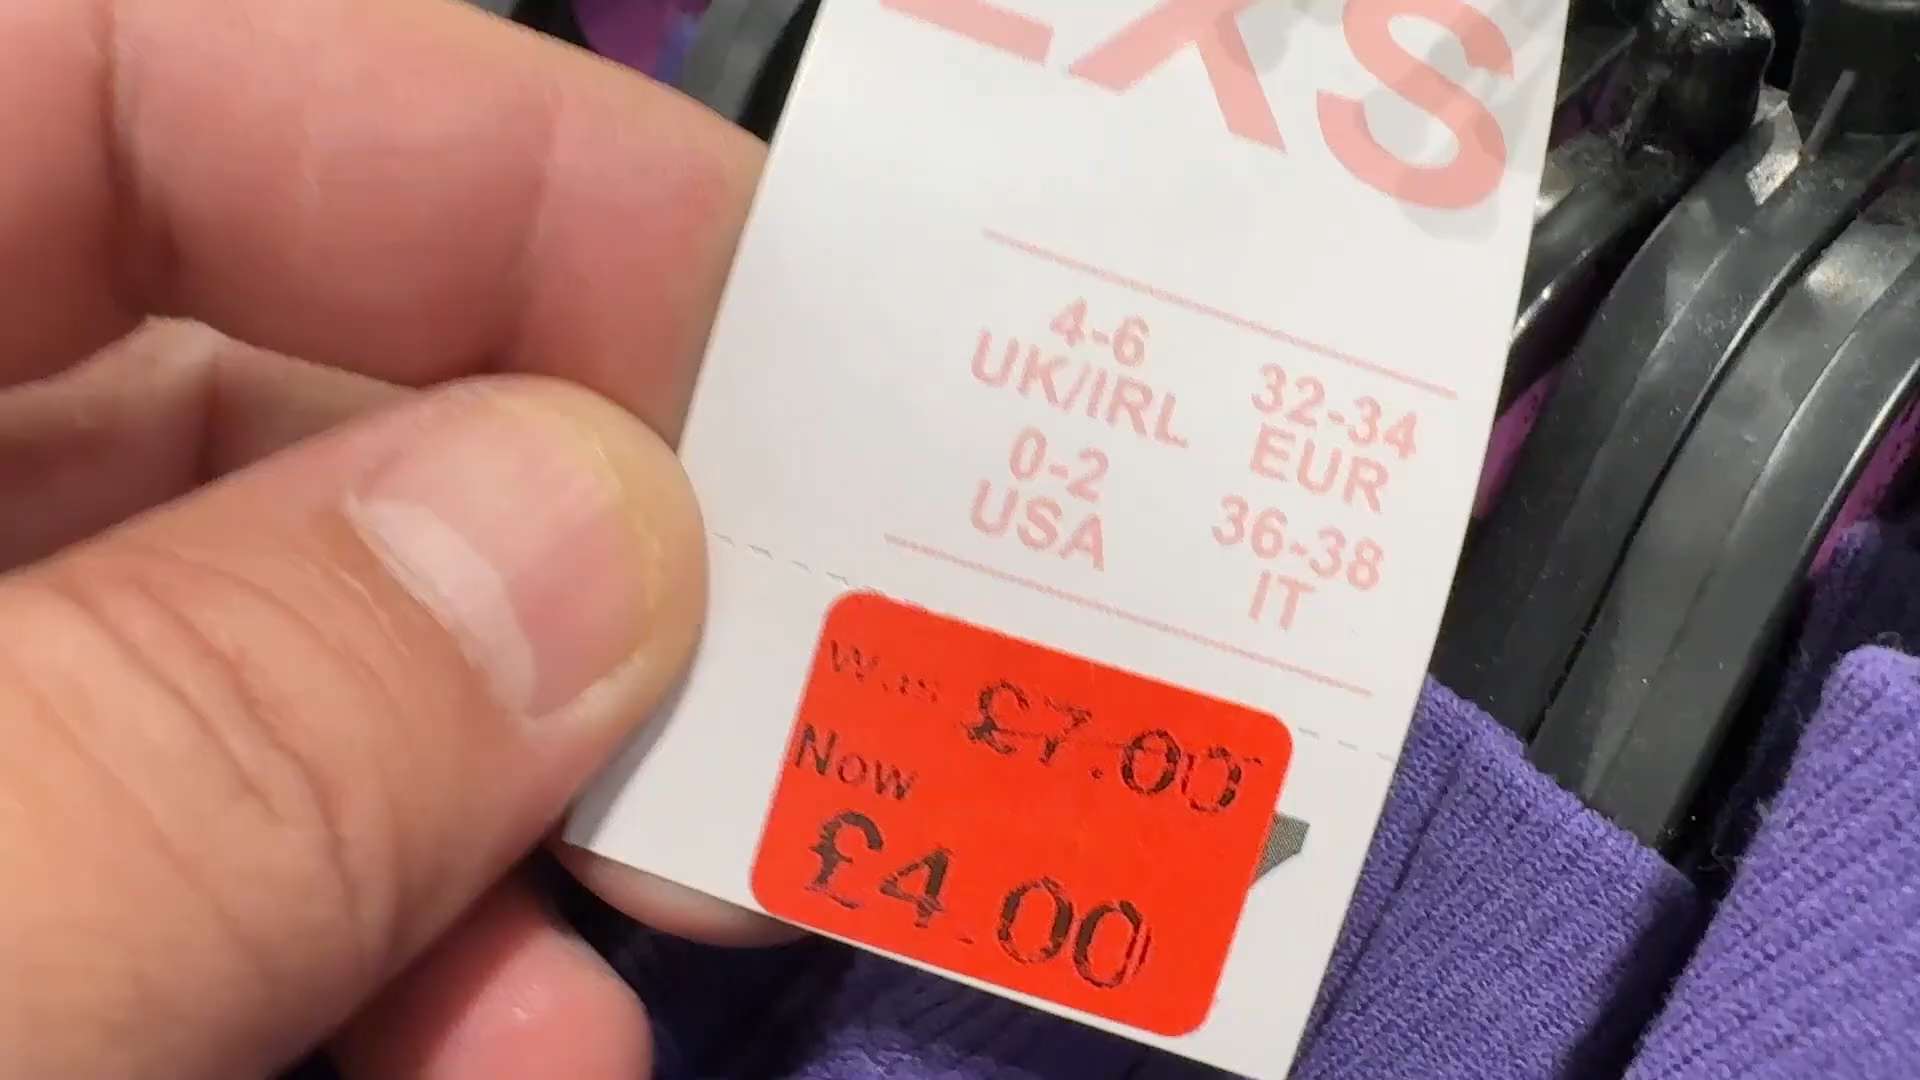 XS
4-6 32-34
UK/IRL EUR
0-2 36-38
USA IT
Was £7.00
Now
£4.00